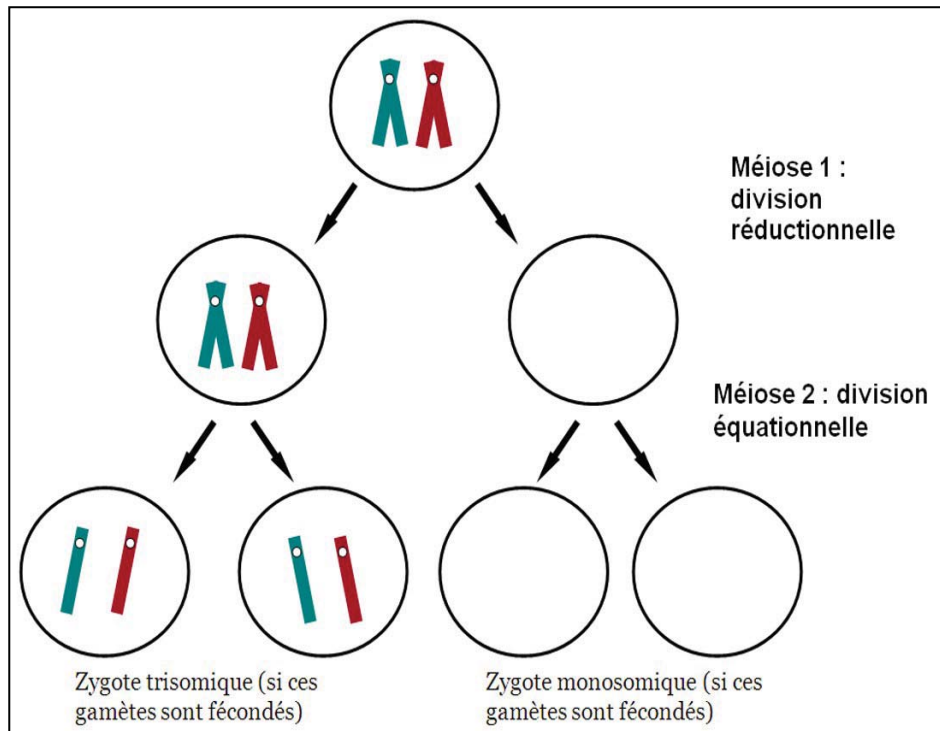 Méiose 1 :
division
réductionnelle
Méiose 2 : division
équationnelle
Zygote trisomique (si ces
gamètes sont fécondés)
Zygote monosomique (si ces
gamètes sont fécondés)